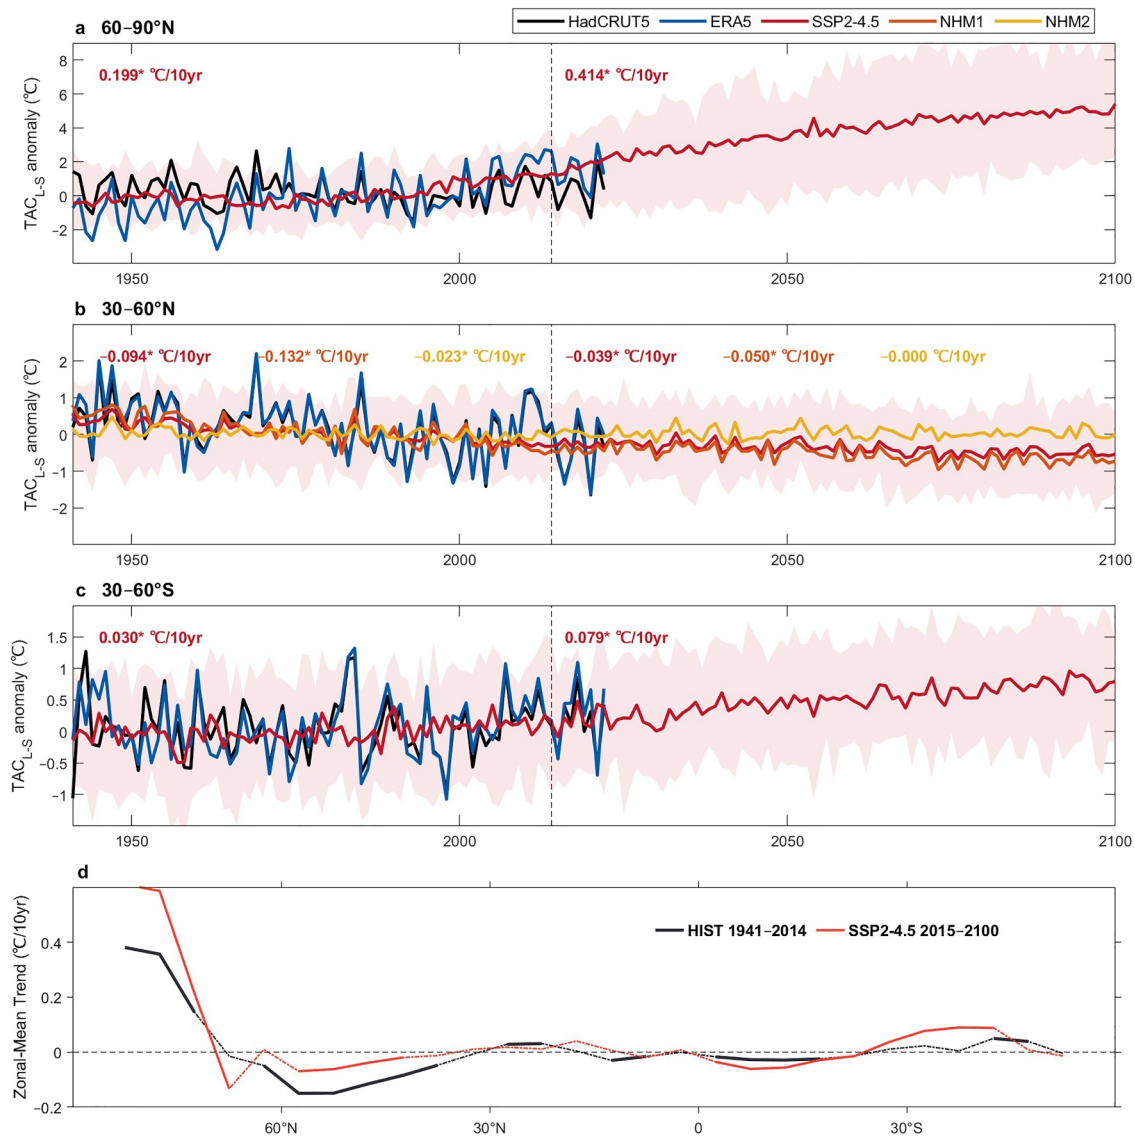 a 60–90°N
HadCRUT5 ERA5 SSP2-4.5 NHM1 NHM2
TAC_L-S anomaly (℃)
8
6
4
2
0
−2
0.199* ℃/10yr 0.414* ℃/10yr
1950 2000 2050 2100
b 30–60°N
TAC_L-S anomaly (℃)
2
1
0
−1
−2
−0.094* ℃/10yr −0.132* ℃/10yr −0.023* ℃/10yr −0.039* ℃/10yr −0.050* ℃/10yr −0.000 ℃/10yr
1950 2000 2050 2100
c 30–60°S
TAC_L-S anomaly (℃)
1.5
1
0.5
0
−0.5
−1
0.030* ℃/10yr 0.079* ℃/10yr
1950 2000 2050 2100
d
Zonal-Mean Trend (℃/10yr)
0.4
0.2
0
−0.2
HIST 1941–2014 SSP2-4.5 2015–2100
60°N 30°N 0 30°S